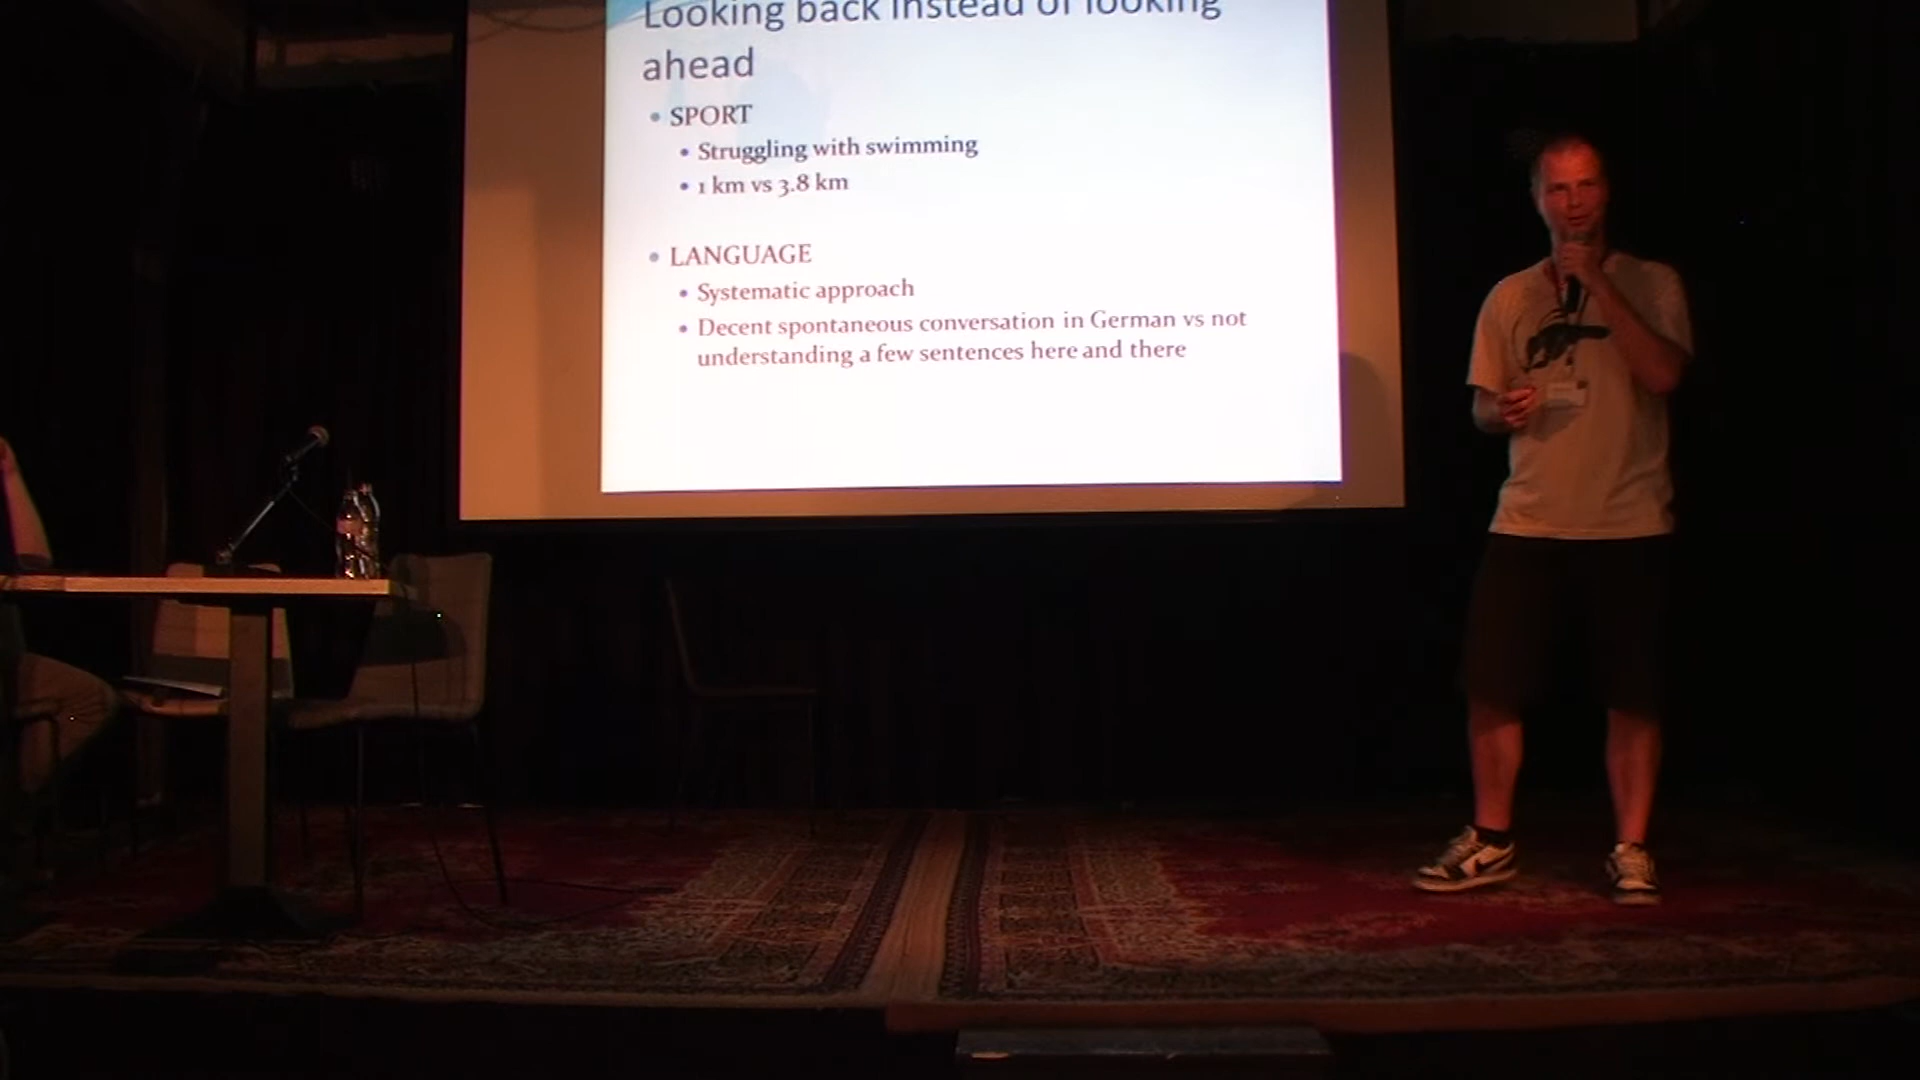 Looking back instead of looking
ahead
• SPORT
• Struggling with swimming
• 1 km vs 3.8 km
• LANGUAGE
• Systematic approach
• Decent spontaneous conversation in German vs not
understanding a few sentences here and there